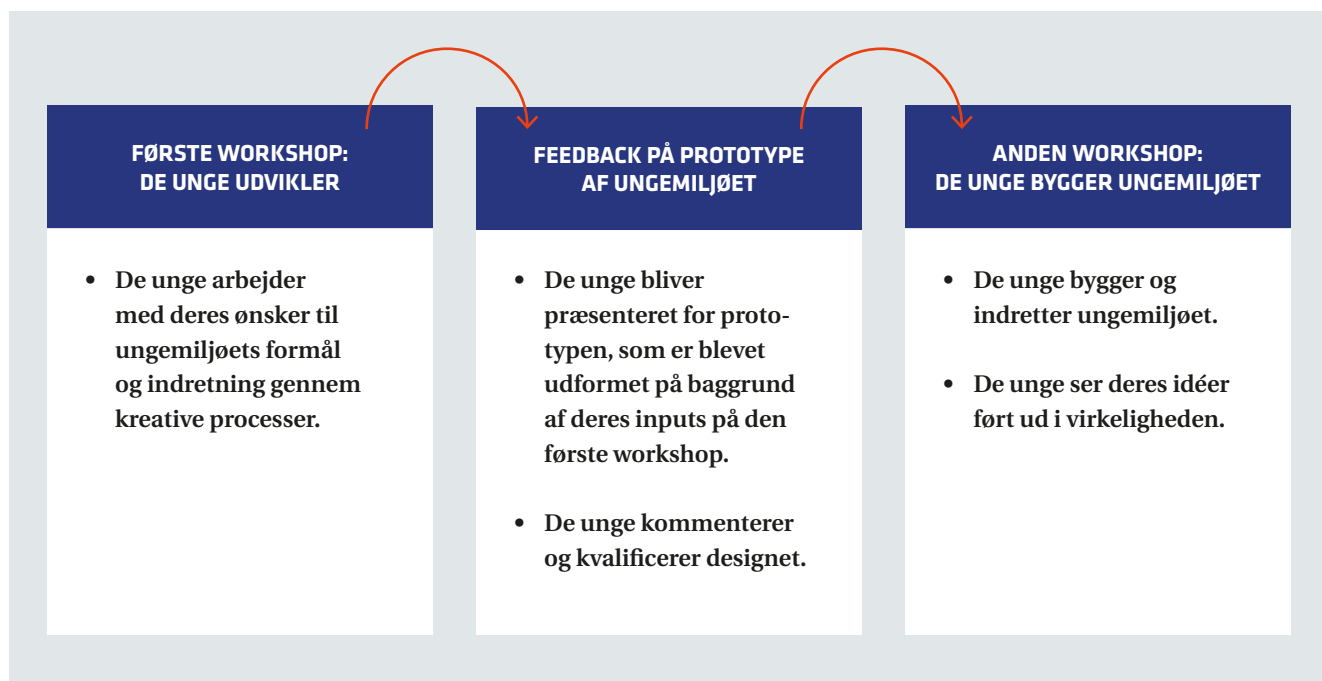 FØRSTE WORKSHOP:
DE UNGE UDVIKLER
• De unge arbejder
med deres ønsker til
ungemiljøets formål
og indretning gennem
kreative processer.
FEEDBACK PÅ PROTOTYPE
AF UNGEMILJØET
• De unge bliver
præsenteret for proto-
typen, som er blevet
udformet på baggrund
af deres inputs på den
første workshop.
• De unge kommenterer
og kvalificerer designet.
ANDEN WORKSHOP:
DE UNGE BYGGER UNGEMILJØET
• De unge bygger og
indretter ungemiljøet.
• De unge ser deres idéer
ført ud i virkeligheden.